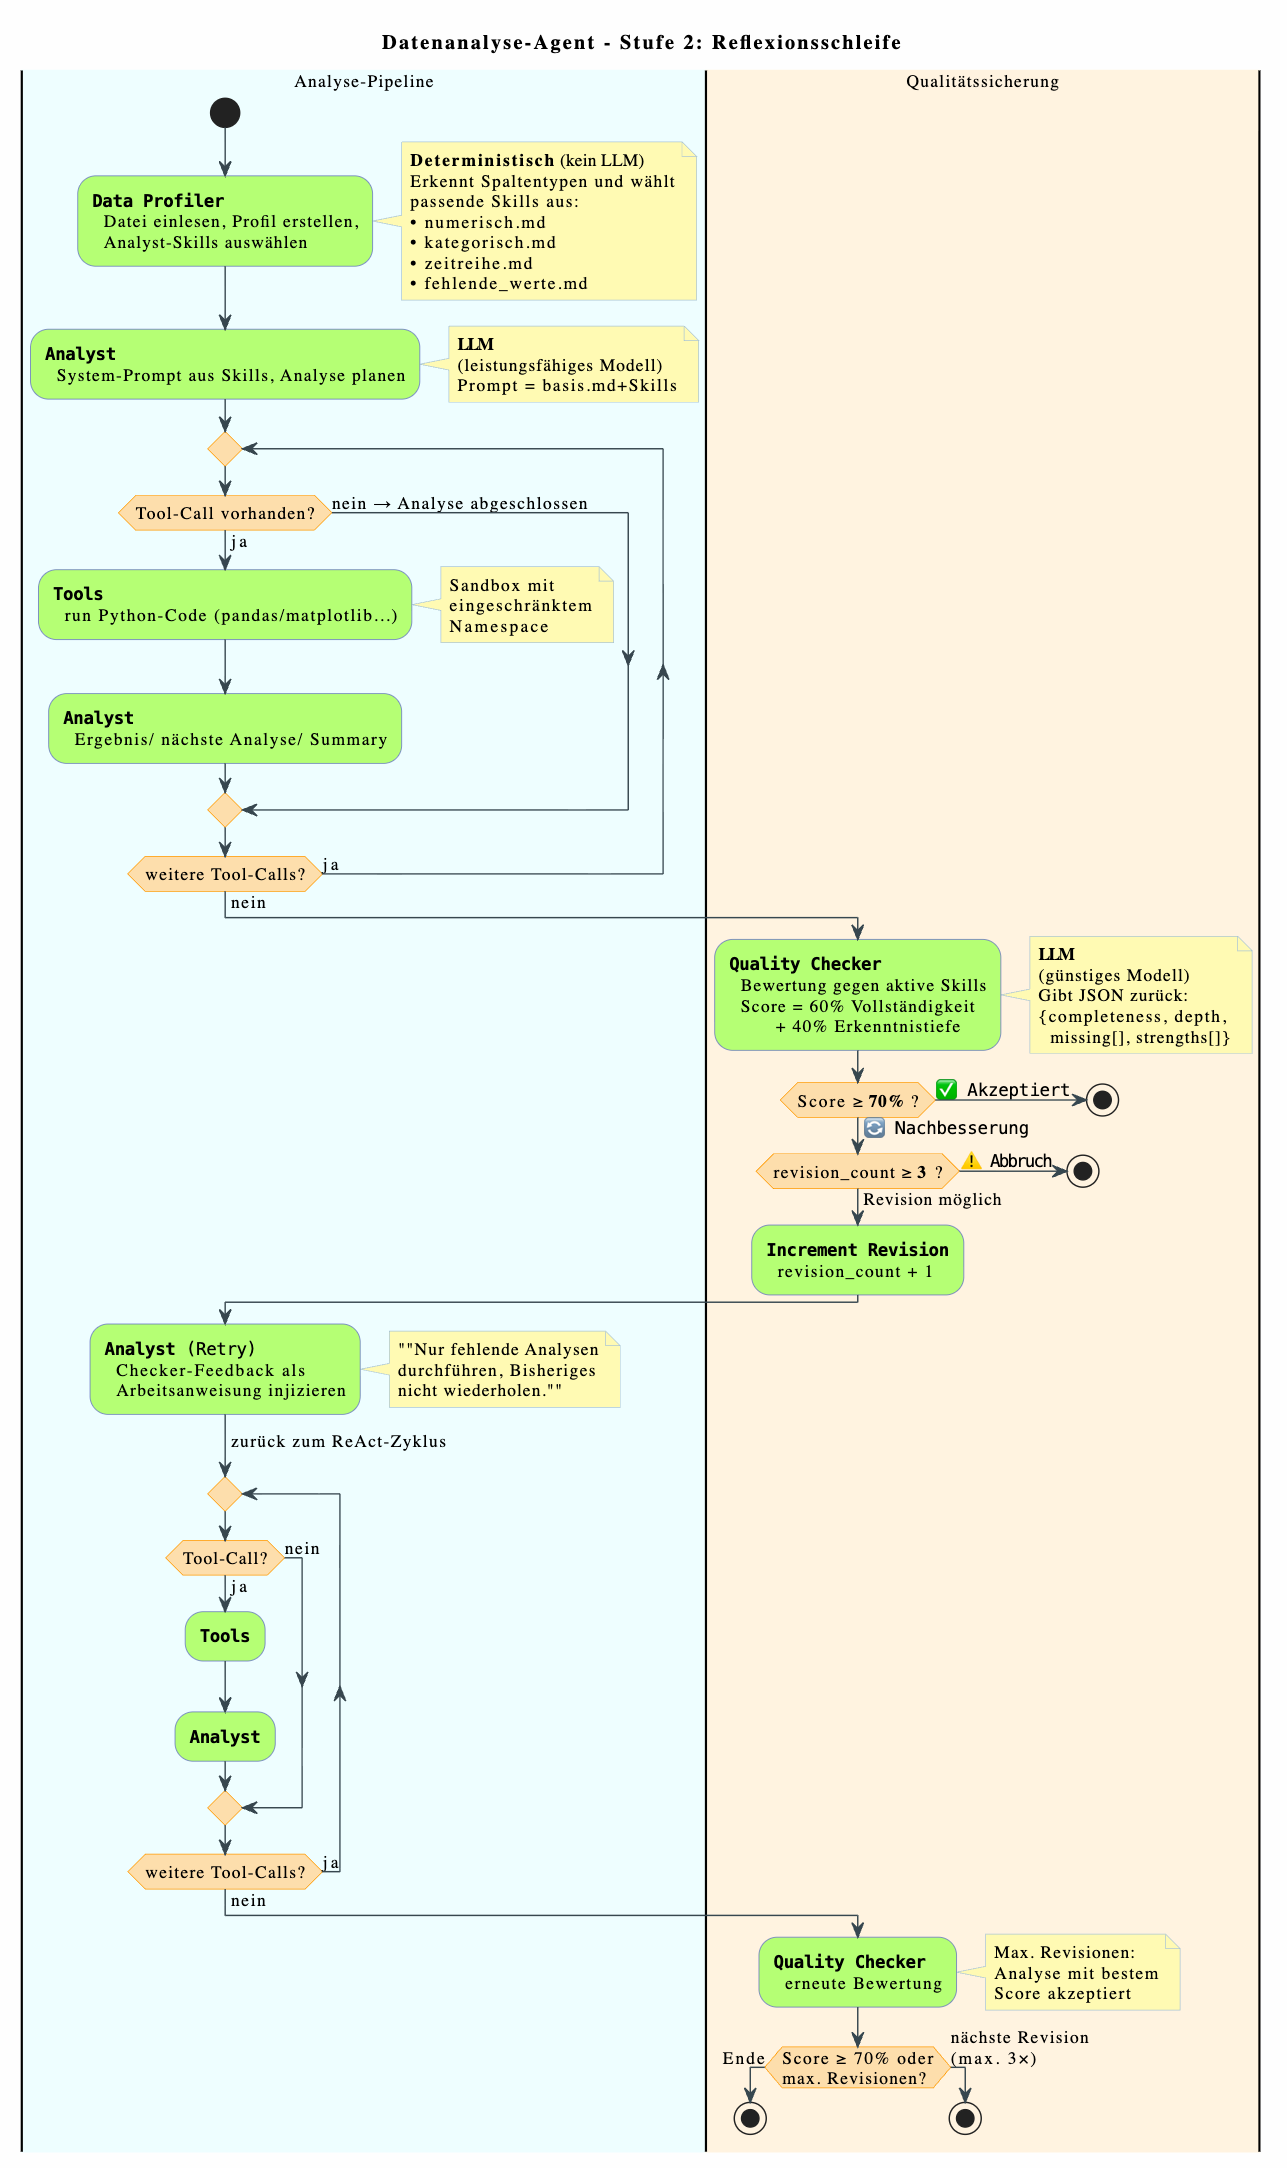 Datenanalyse-Agent - Stufe 2: Reflexionsschleife
Analyse-Pipeline
Qualitätssicherung
Data Profiler
Datei einlesen, Profil erstellen,
Analyst-Skills auswählen
Deterministisch (kein LLM)
Erkennt Spaltentypen und wählt
passende Skills aus:
• numerisch.md
• kategorisch.md
• zeitreihe.md
• fehlende_werte.md
Analyst
System-Prompt aus Skills, Analyse planen
LLM
(leistungsfähiges Modell)
Prompt = basis.md+Skills
Tool-Call vorhanden?
nein → Analyse abgeschlossen
ja
Tools
run Python-Code (pandas/matplotlib...)
Sandbox mit
eingeschränktem
Namespace
Analyst
Ergebnis/ nächste Analyse/ Summary
weitere Tool-Calls?
ja
nein
Quality Checker
Bewertung gegen aktive Skills
Score = 60% Vollständigkeit
+ 40% Erkenntnistiefe
LLM
(günstiges Modell)
Gibt JSON zurück:
{completeness, depth,
missing[], strengths[]}
Score ≥ 70% ?
✅ Akzeptiert
🔄 Nachbesserung
revision_count ≥ 3 ?
⚠️ Abbruch
Revision möglich
Increment Revision
revision_count + 1
Analyst (Retry)
Checker-Feedback als
Arbeitsanweisung injizieren
""Nur fehlende Analysen
durchführen, Bisheriges
nicht wiederholen.""
zurück zum ReAct-Zyklus
Tool-Call?
nein
ja
Tools
Analyst
weitere Tool-Calls?
ja
nein
Quality Checker
erneute Bewertung
Max. Revisionen:
Analyse mit bestem
Score akzeptiert
Ende
Score ≥ 70% oder
max. Revisionen?
nächste Revision
(max. 3×)